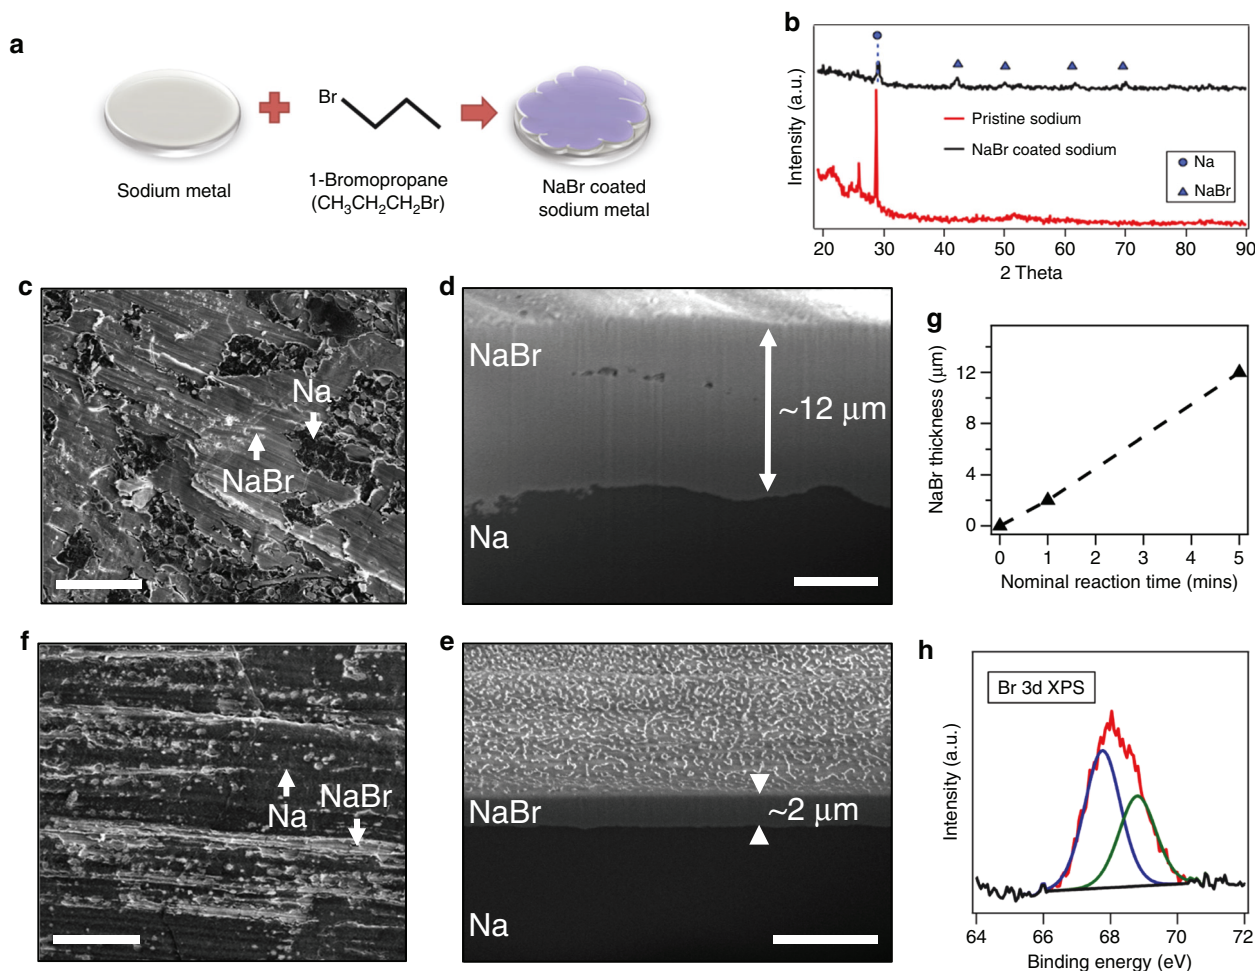 a
Br
Sodium metal
1-Bromopropane
(CH₃CH₂CH₂Br)
NaBr coated
sodium metal
b
Intensity (a.u.)
Pristine sodium
NaBr coated sodium
Na
NaBr
20 30 40 50 60 70 80 90
2 Theta
c
Na
NaBr
d
NaBr
~12 μm
Na
g
NaBr thickness (μm)
12
8
4
0
0 1 2 3 4 5
Nominal reaction time (mins)
f
NaBr
Na
e
NaBr
~2 μm
Na
h
Br 3d XPS
Intensity (a.u.)
64 66 68 70 72
Binding energy (eV)